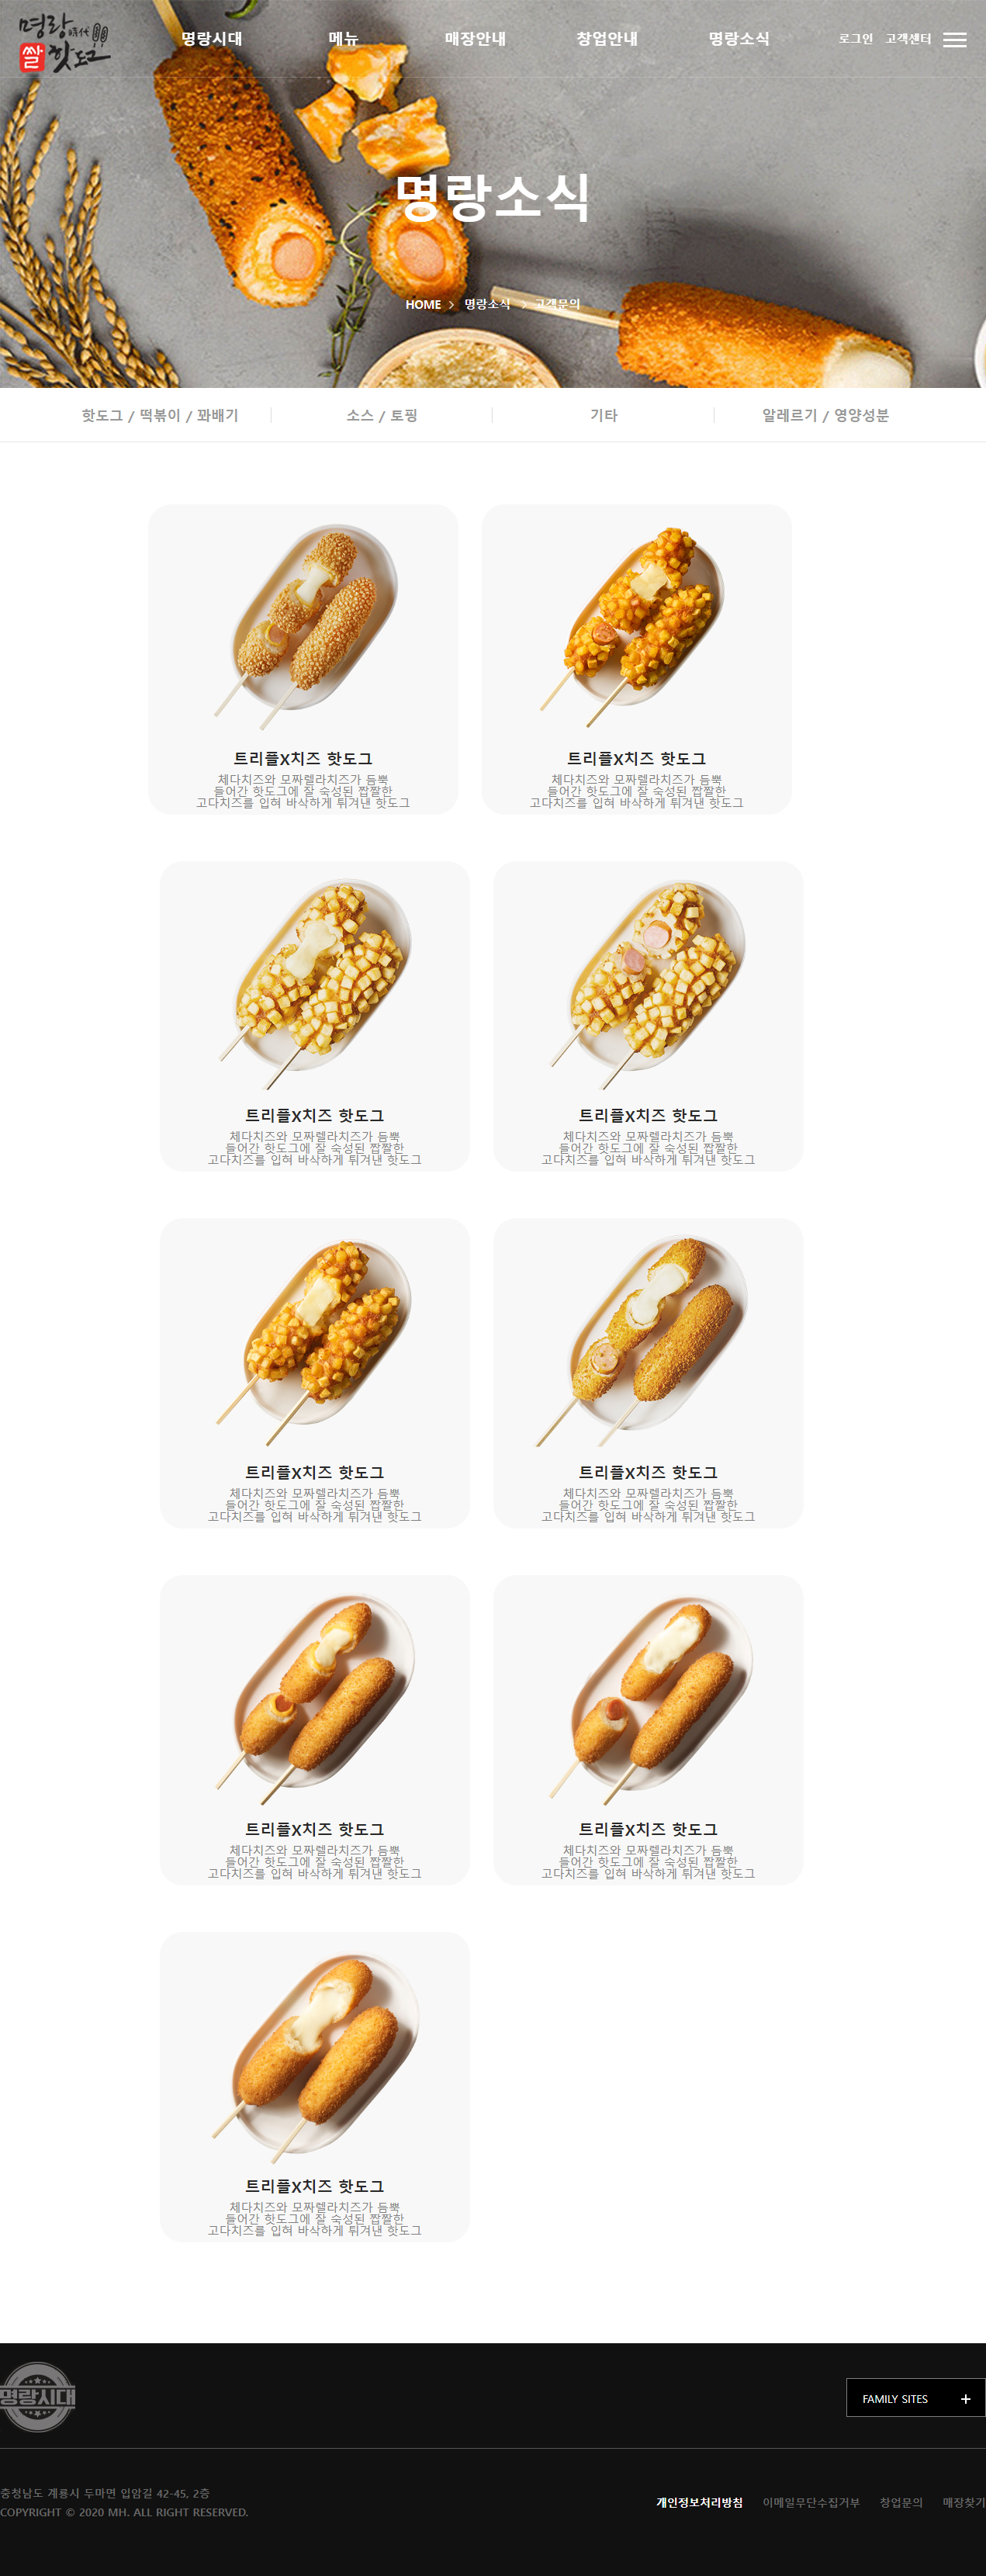 명랑時代
쌀핫도그
명랑시대 메뉴 매장안내 창업안내 명랑소식
로그인 고객센터
명랑소식
HOME > 명랑소식 > 고객문의
핫도그 / 떡볶이 / 꽈배기
소스 / 토핑
기타
알레르기 / 영양성분
트리플X치즈 핫도그
체다치즈와 모짜렐라치즈가 듬뿍
들어간 핫도그에 잘 숙성된 짭짤한
고다치즈를 입혀 바삭하게 튀겨낸 핫도그
트리플X치즈 핫도그
체다치즈와 모짜렐라치즈가 듬뿍
들어간 핫도그에 잘 숙성된 짭짤한
고다치즈를 입혀 바삭하게 튀겨낸 핫도그
트리플X치즈 핫도그
체다치즈와 모짜렐라치즈가 듬뿍
들어간 핫도그에 잘 숙성된 짭짤한
고다치즈를 입혀 바삭하게 튀겨낸 핫도그
트리플X치즈 핫도그
체다치즈와 모짜렐라치즈가 듬뿍
들어간 핫도그에 잘 숙성된 짭짤한
고다치즈를 입혀 바삭하게 튀겨낸 핫도그
트리플X치즈 핫도그
체다치즈와 모짜렐라치즈가 듬뿍
들어간 핫도그에 잘 숙성된 짭짤한
고다치즈를 입혀 바삭하게 튀겨낸 핫도그
트리플X치즈 핫도그
체다치즈와 모짜렐라치즈가 듬뿍
들어간 핫도그에 잘 숙성된 짭짤한
고다치즈를 입혀 바삭하게 튀겨낸 핫도그
트리플X치즈 핫도그
체다치즈와 모짜렐라치즈가 듬뿍
들어간 핫도그에 잘 숙성된 짭짤한
고다치즈를 입혀 바삭하게 튀겨낸 핫도그
트리플X치즈 핫도그
체다치즈와 모짜렐라치즈가 듬뿍
들어간 핫도그에 잘 숙성된 짭짤한
고다치즈를 입혀 바삭하게 튀겨낸 핫도그
트리플X치즈 핫도그
체다치즈와 모짜렐라치즈가 듬뿍
들어간 핫도그에 잘 숙성된 짭짤한
고다치즈를 입혀 바삭하게 튀겨낸 핫도그
명랑시대
FAMILY SITES +
충청남도 계룡시 두마면 입암길 42-45, 2층
COPYRIGHT © 2020 MH. ALL RIGHT RESERVED.
개인정보처리방침 이메일무단수집거부 창업문의 매장찾기